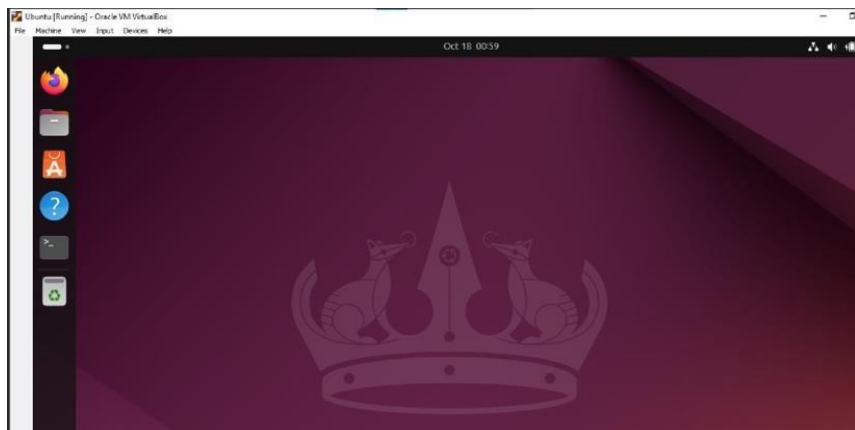 Ubuntu [Running] - Oracle VM VirtualBox
File Machine View Input Devices Help
Oct 18 00:59